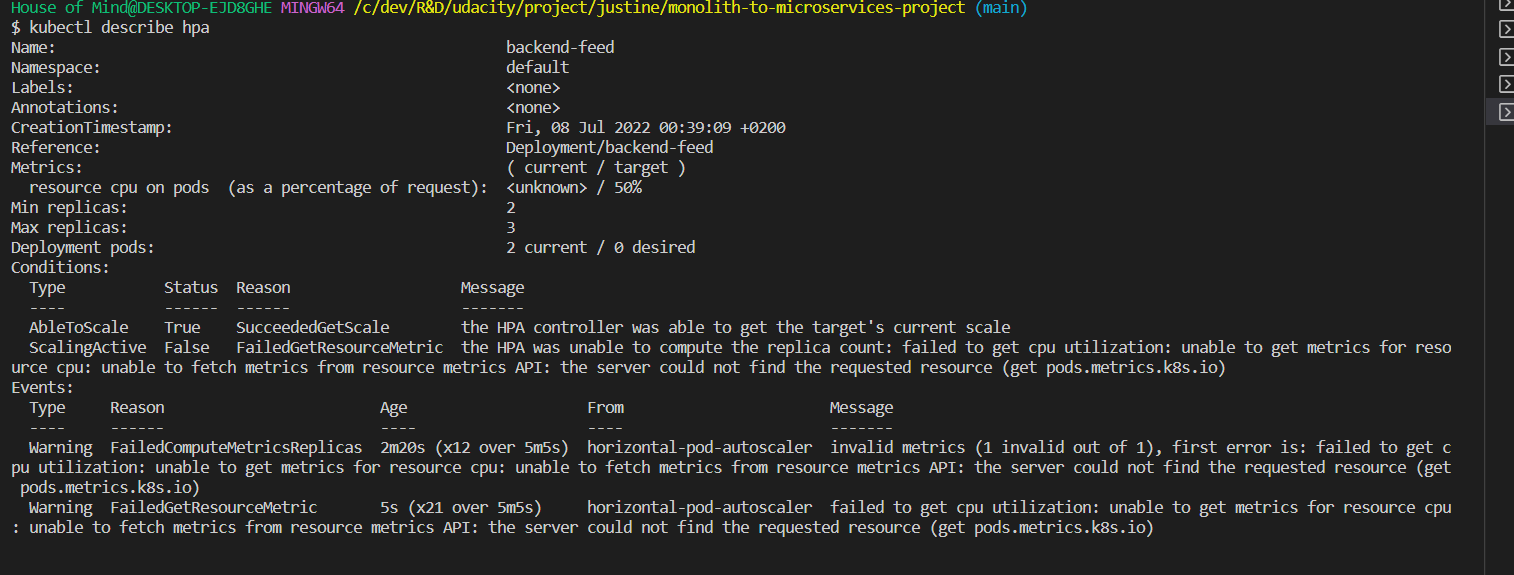 House of Mind@DESKTOP-EJD8GHE MINGW64 /c/dev/R&D/udacity/project/justine/monolith-to-microservices-project (main)
$ kubectl describe hpa
Name: backend-feed
Namespace: default
Labels: <none>
Annotations: <none>
CreationTimestamp: Fri, 08 Jul 2022 00:39:09 +0200
Reference: Deployment/backend-feed
Metrics: ( current / target )
resource cpu on pods (as a percentage of request): <unknown> / 50%
Min replicas: 2
Max replicas: 3
Deployment pods: 2 current / 0 desired
Conditions:
Type Status Reason Message
---- ------ ------ -------
AbleToScale True SucceededGetScale the HPA controller was able to get the target's current scale
ScalingActive False FailedGetResourceMetric the HPA was unable to compute the replica count: failed to get cpu utilization: unable to get metrics for reso
urce cpu: unable to fetch metrics from resource metrics API: the server could not find the requested resource (get pods.metrics.k8s.io)
Events:
Type Reason Age From Message
---- ------ ---- ---- -------
Warning FailedComputeMetricsReplicas 2m20s (x12 over 5m5s) horizontal-pod-autoscaler invalid metrics (1 invalid out of 1), first error is: failed to get c
pu utilization: unable to get metrics for resource cpu: unable to fetch metrics from resource metrics API: the server could not find the requested resource (get
pods.metrics.k8s.io)
Warning FailedGetResourceMetric 5s (x21 over 5m5s) horizontal-pod-autoscaler failed to get cpu utilization: unable to get metrics for resource cpu
: unable to fetch metrics from resource metrics API: the server could not find the requested resource (get pods.metrics.k8s.io)